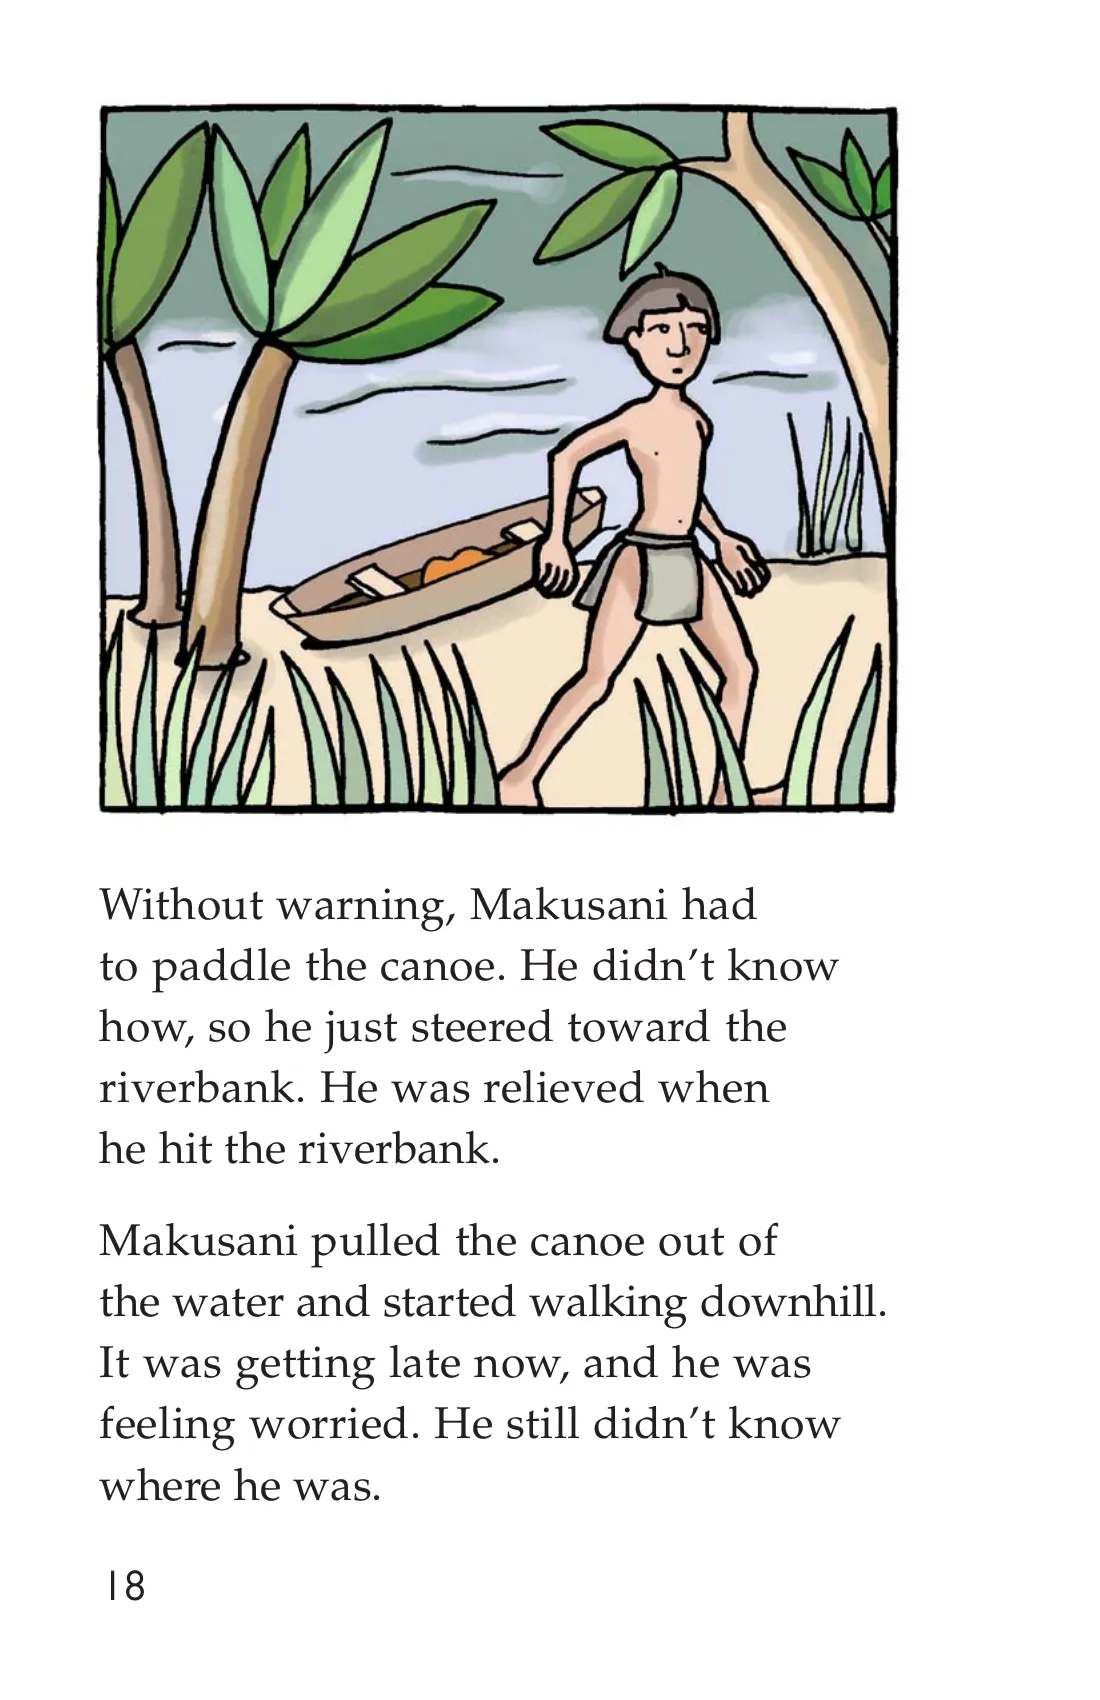 Without warning, Makusani had
to paddle the canoe. He didn’t know
how, so he just steered toward the
riverbank. He was relieved when
he hit the riverbank.
Makusani pulled the canoe out of
the water and started walking downhill.
It was getting late now, and he was
feeling worried. He still didn’t know
where he was.
18